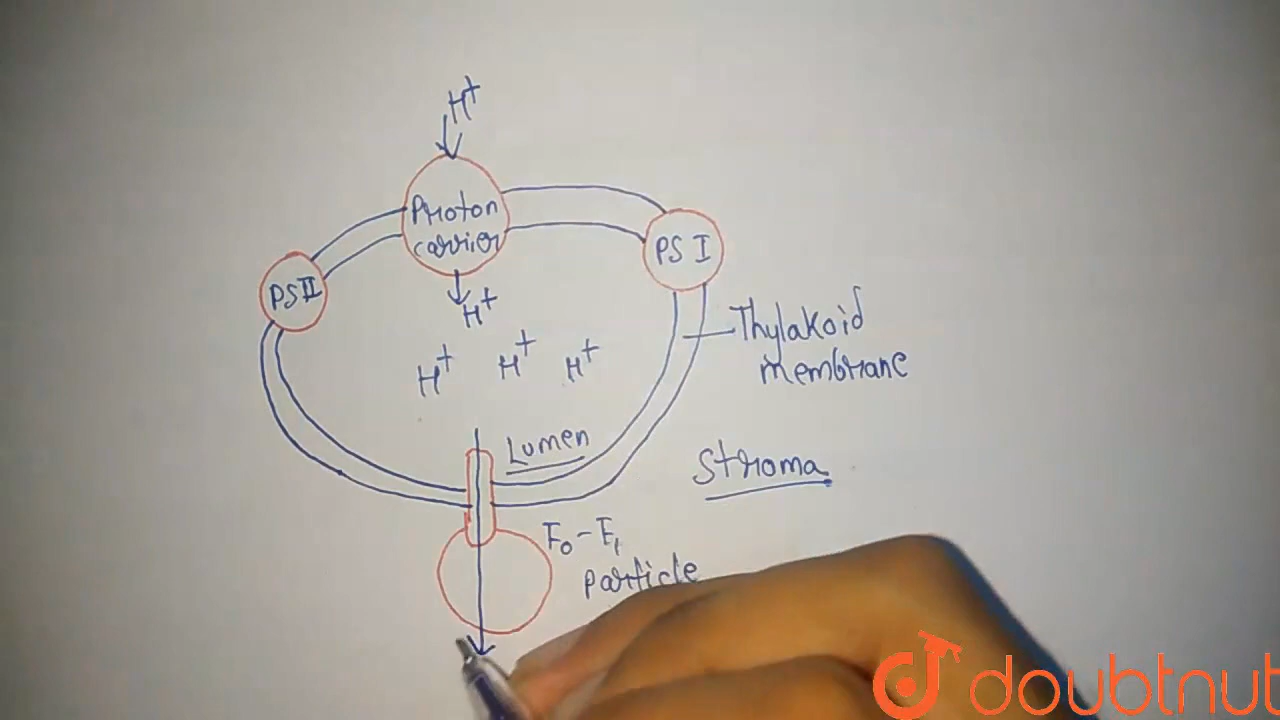 H+
Proton
carrier
PS I
PS II
H+
H+ H+ H+
Thylakoid
membrane
Lumen
Stroma
F0-F1
particle
doubtnut